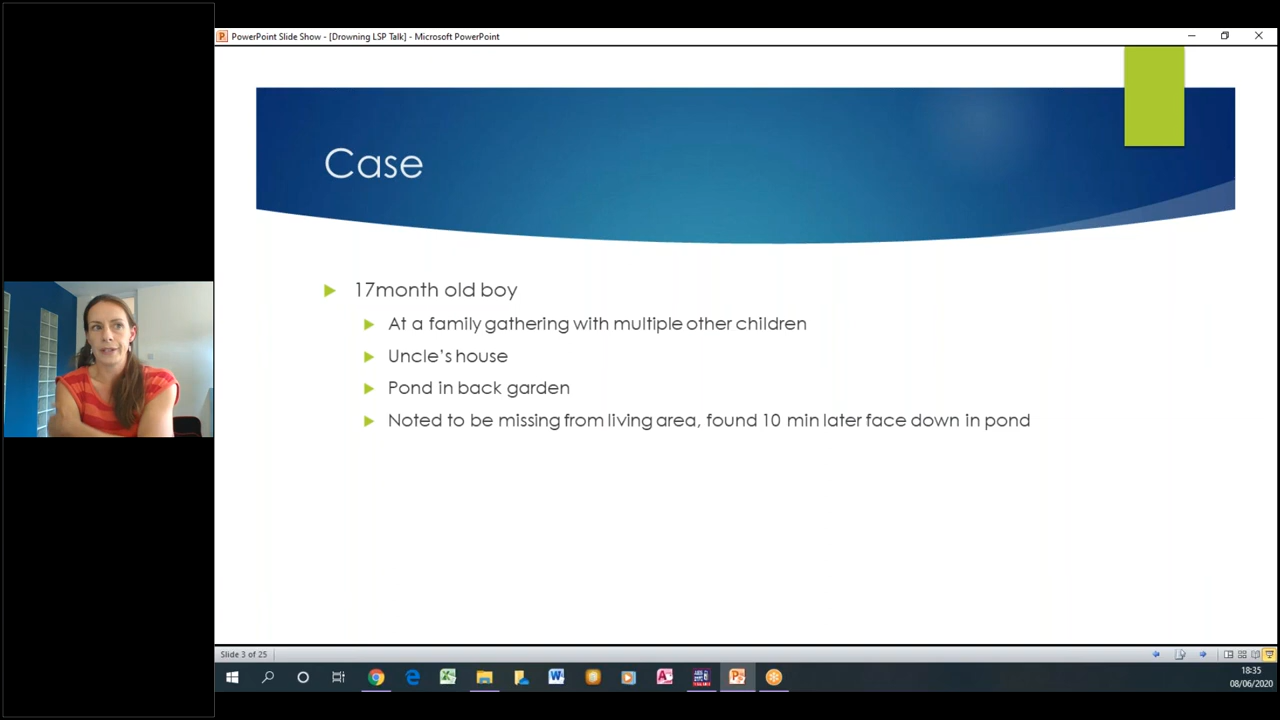 PowerPoint Slide Show - [Drowning LSP Talk] - Microsoft PowerPoint
Case
17month old boy
At a family gathering with multiple other children
Uncle's house
Pond in back garden
Noted to be missing from living area, found 10 min later face down in pond
Slide 3 of 25
18:35
08/06/2020